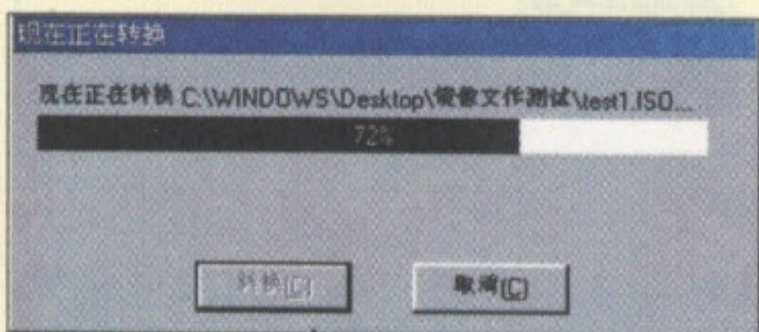 现在正在转换
现在正在转换 C:\WINDOWS\Desktop\镜像文件测试\test1.ISO...
72%
转换(C)
取消(C)